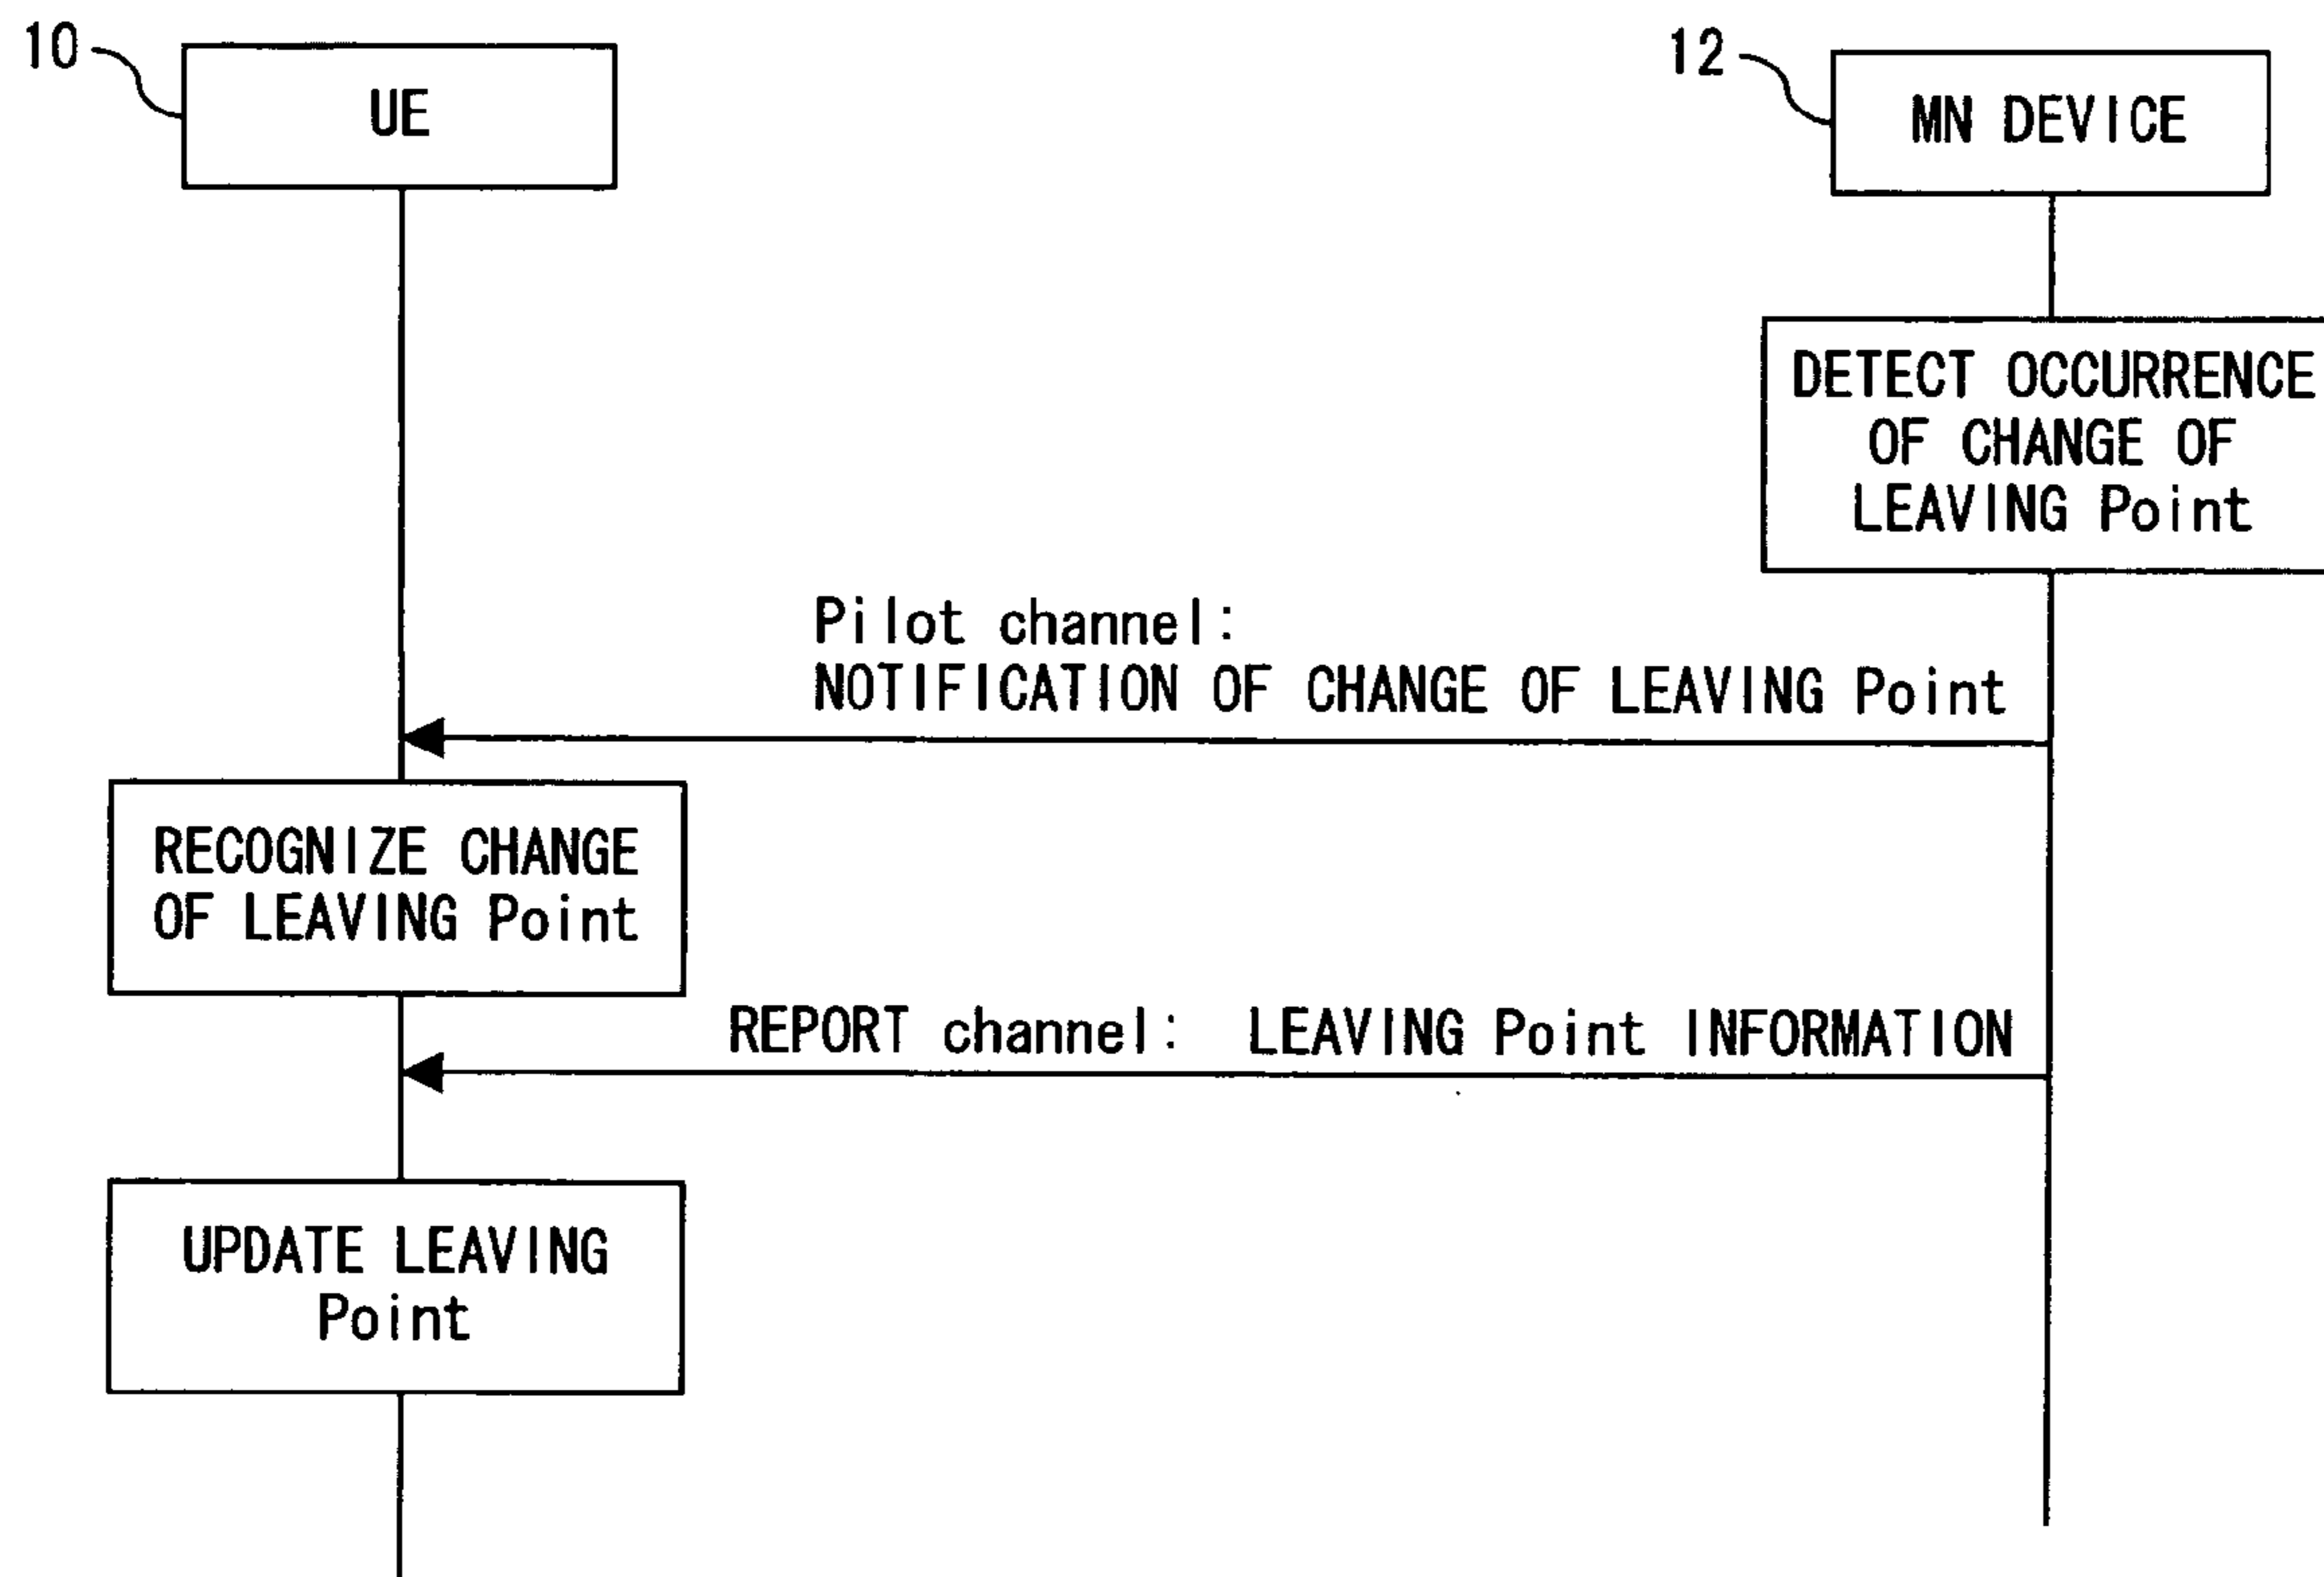 10
UE
12
MN DEVICE
DETECT OCCURRENCE
OF CHANGE OF
LEAVING Point
Pilot channel:
NOTIFICATION OF CHANGE OF LEAVING Point
RECOGNIZE CHANGE
OF LEAVING Point
REPORT channel: LEAVING Point INFORMATION
UPDATE LEAVING
Point